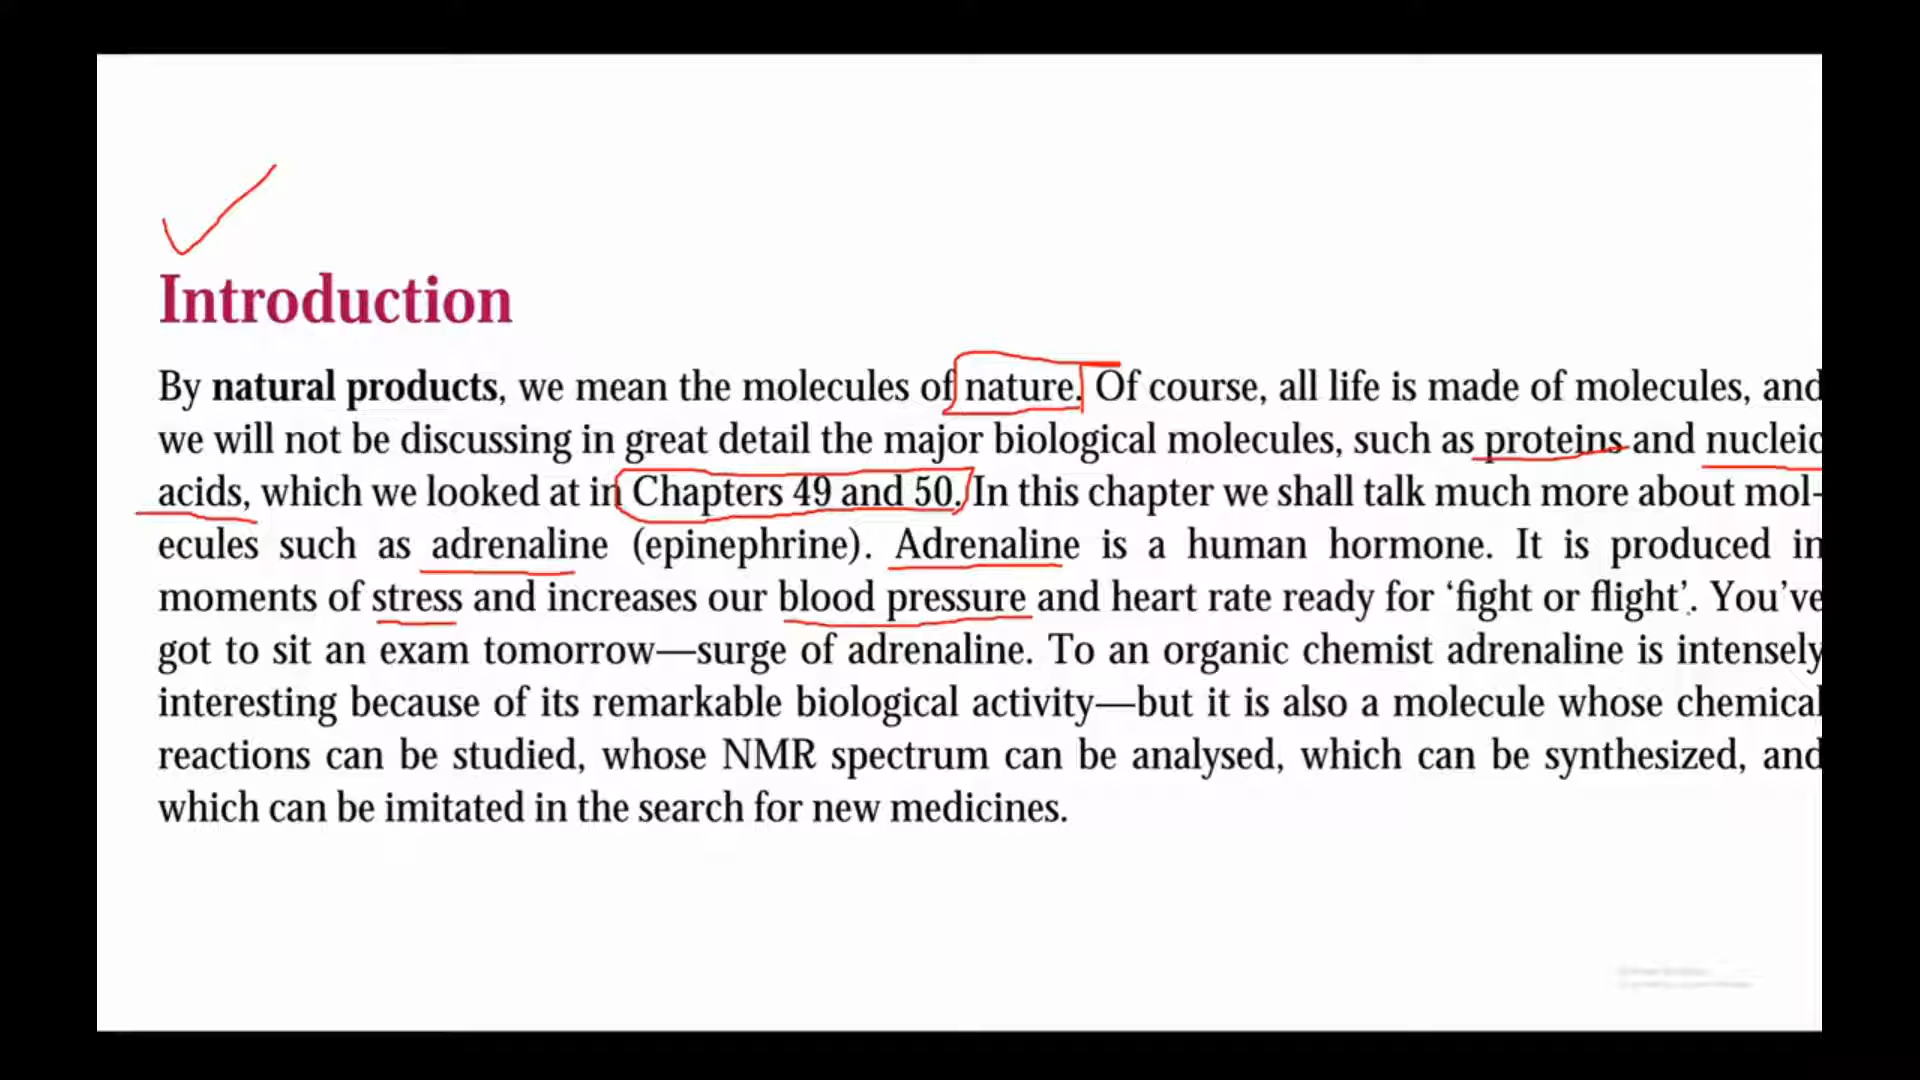 Introduction
By natural products, we mean the molecules of nature. Of course, all life is made of molecules, and
we will not be discussing in great detail the major biological molecules, such as proteins and nucleic
acids, which we looked at in Chapters 49 and 50. In this chapter we shall talk much more about mol-
ecules such as adrenaline (epinephrine). Adrenaline is a human hormone. It is produced in
moments of stress and increases our blood pressure and heart rate ready for ‘fight or flight’. You’ve
got to sit an exam tomorrow—surge of adrenaline. To an organic chemist adrenaline is intensely
interesting because of its remarkable biological activity—but it is also a molecule whose chemical
reactions can be studied, whose NMR spectrum can be analysed, which can be synthesized, and
which can be imitated in the search for new medicines.